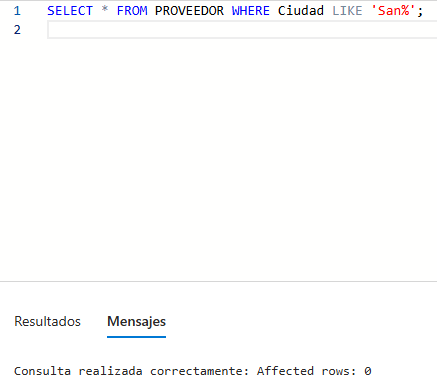 1 SELECT * FROM PROVEEDOR WHERE Ciudad LIKE 'San%';
2
Resultados Mensajes
Consulta realizada correctamente: Affected rows: 0